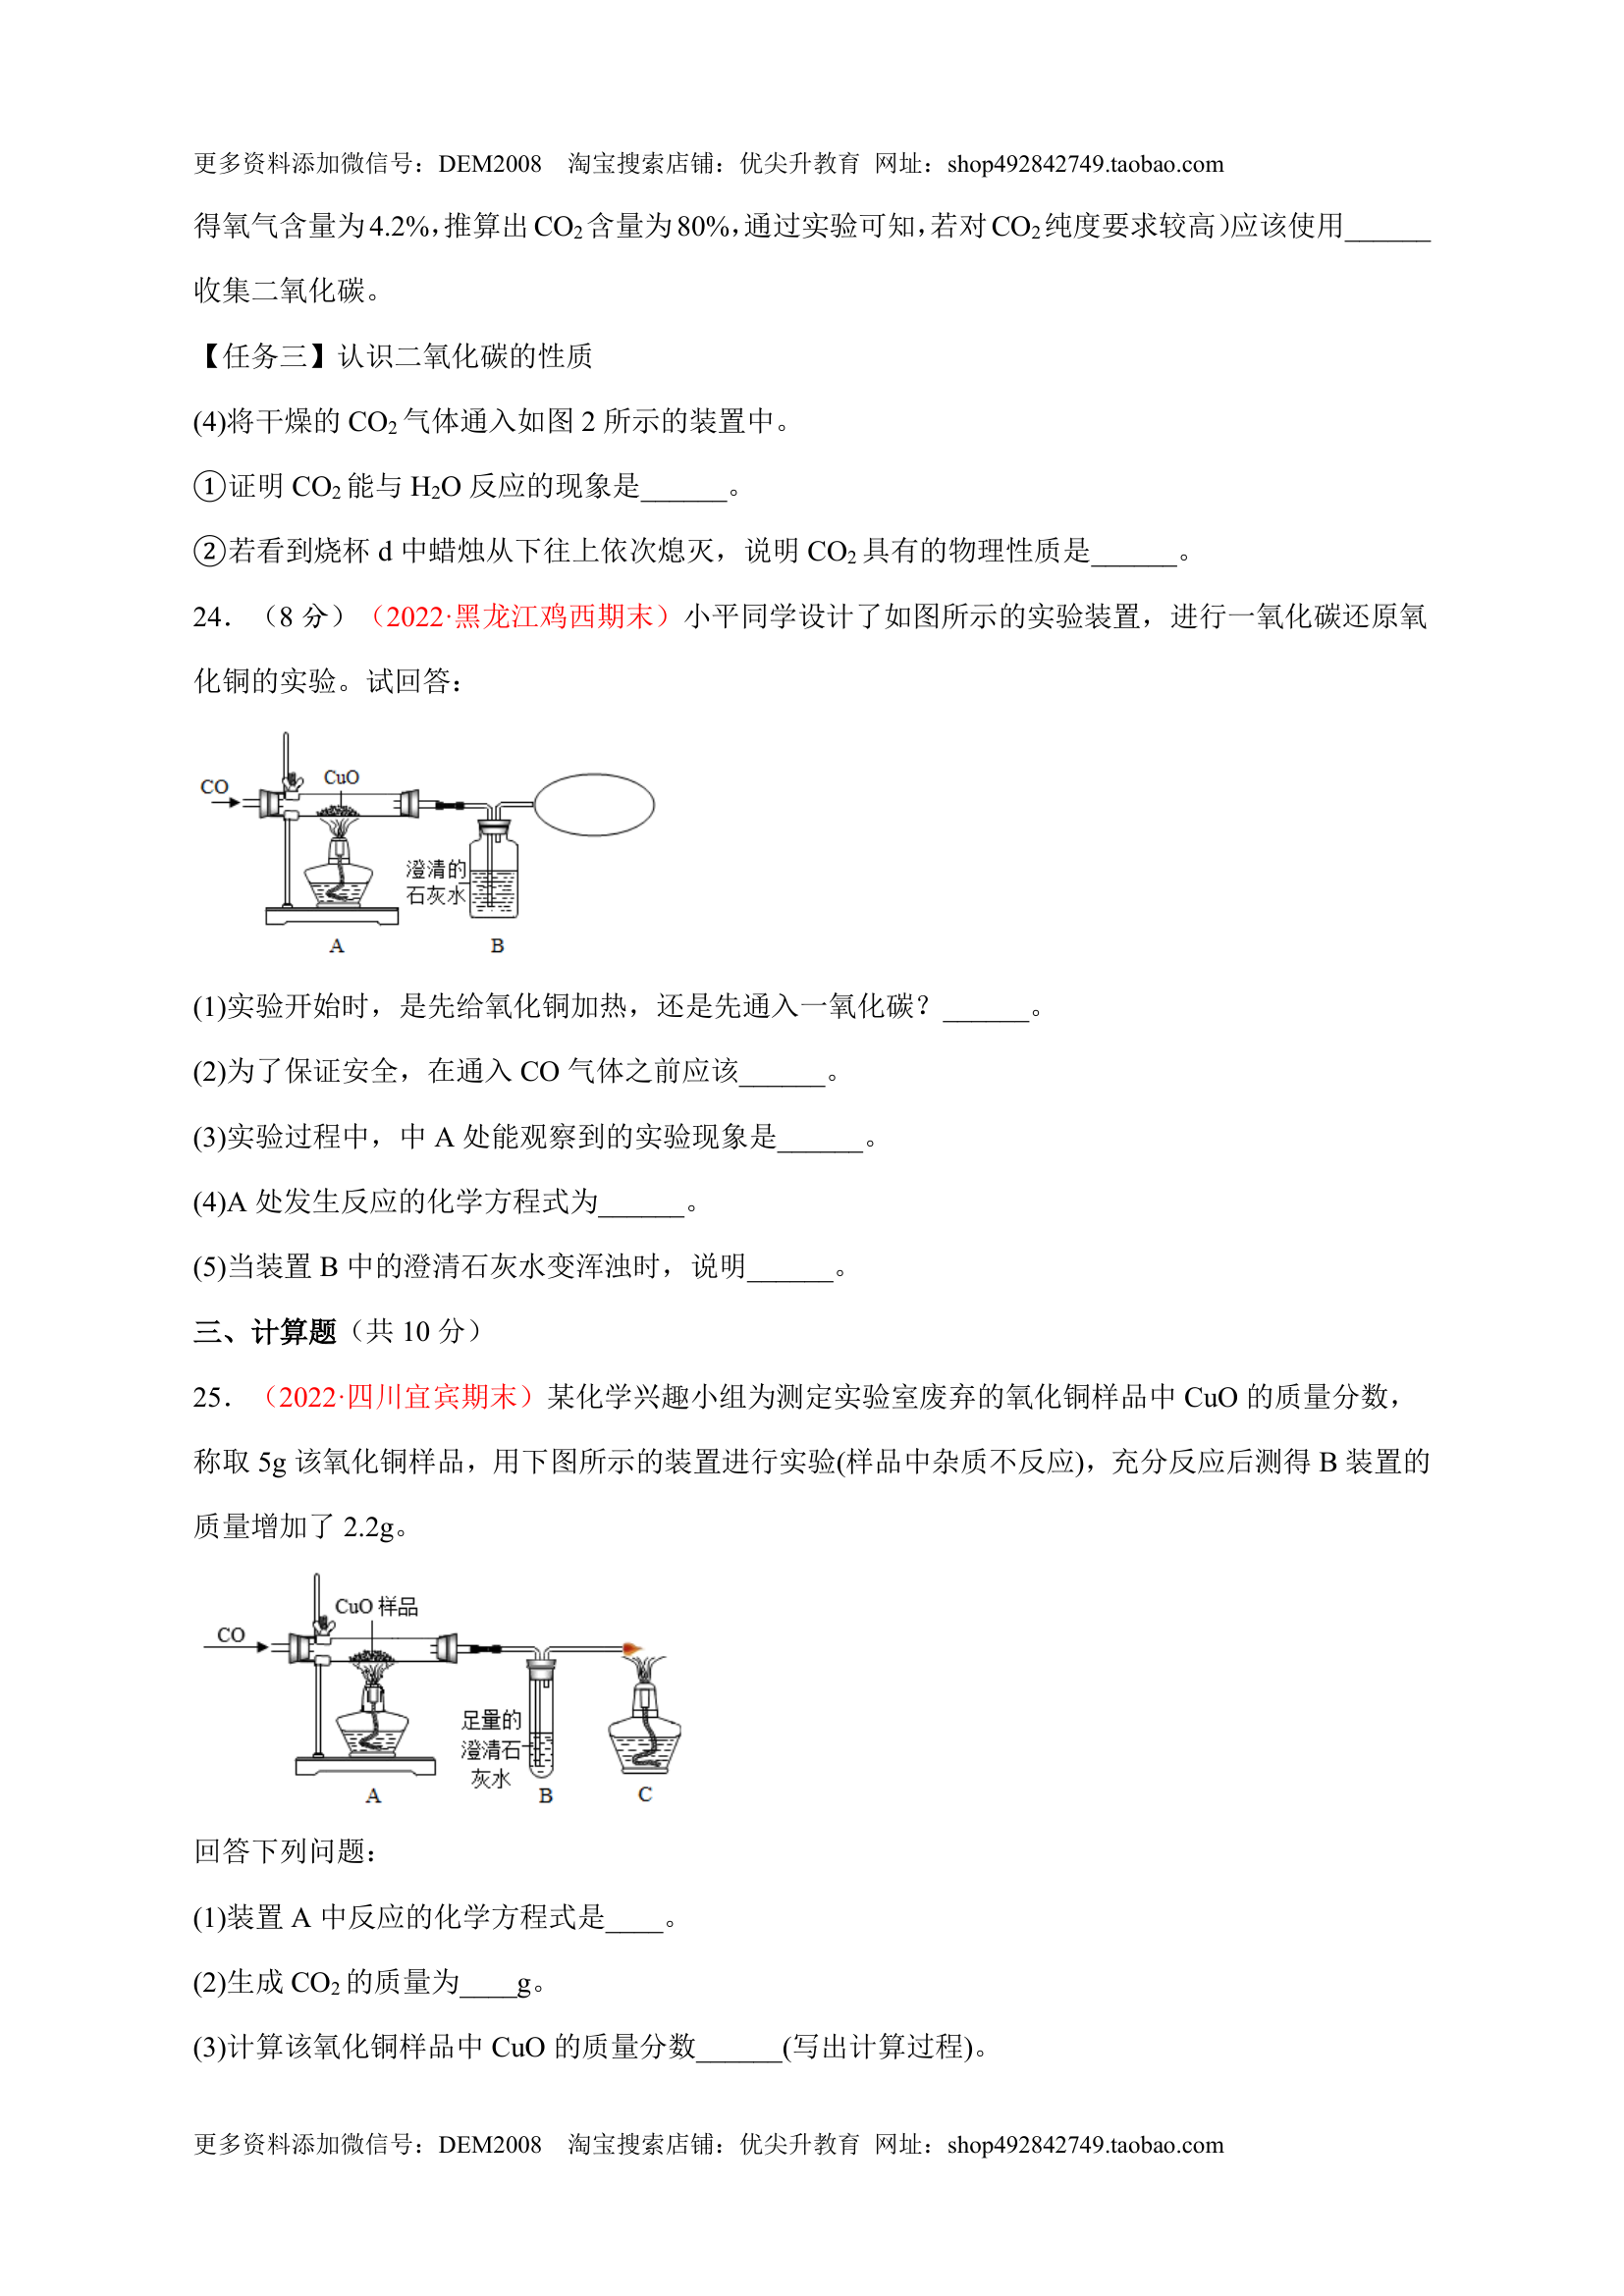 更多资料添加微信号：DEM2008  淘宝搜索店铺：优尖升教育  网址：shop492842749.taobao.com
得氧气含量为4.2%，推算出CO₂含量为80%，通过实验可知，若对CO₂纯度要求较高）应该使用______
收集二氧化碳。
【任务三】认识二氧化碳的性质
(4)将干燥的 CO₂气体通入如图 2 所示的装置中。
①证明 CO₂能与 H₂O 反应的现象是______。
②若看到烧杯 d 中蜡烛从下往上依次熄灭，说明 CO₂具有的物理性质是______。
24．（8 分）（2022·黑龙江鸡西期末）小平同学设计了如图所示的实验装置，进行一氧化碳还原氧
化铜的实验。试回答：
CO
CuO
澄清的
石灰水
A
B
(1)实验开始时，是先给氧化铜加热，还是先通入一氧化碳？______。
(2)为了保证安全，在通入 CO 气体之前应该______。
(3)实验过程中，中 A 处能观察到的实验现象是______。
(4)A 处发生反应的化学方程式为______。
(5)当装置 B 中的澄清石灰水变浑浊时，说明______。
三、计算题（共 10 分）
25．（2022·四川宜宾期末）某化学兴趣小组为测定实验室废弃的氧化铜样品中 CuO 的质量分数，
称取 5g 该氧化铜样品，用下图所示的装置进行实验(样品中杂质不反应)，充分反应后测得 B 装置的
质量增加了 2.2g。
CuO 样品
CO
足量的
澄清石
灰水
A
B
C
回答下列问题：
(1)装置 A 中反应的化学方程式是____。
(2)生成 CO₂的质量为____g。
(3)计算该氧化铜样品中 CuO 的质量分数______(写出计算过程)。
更多资料添加微信号：DEM2008  淘宝搜索店铺：优尖升教育  网址：shop492842749.taobao.com